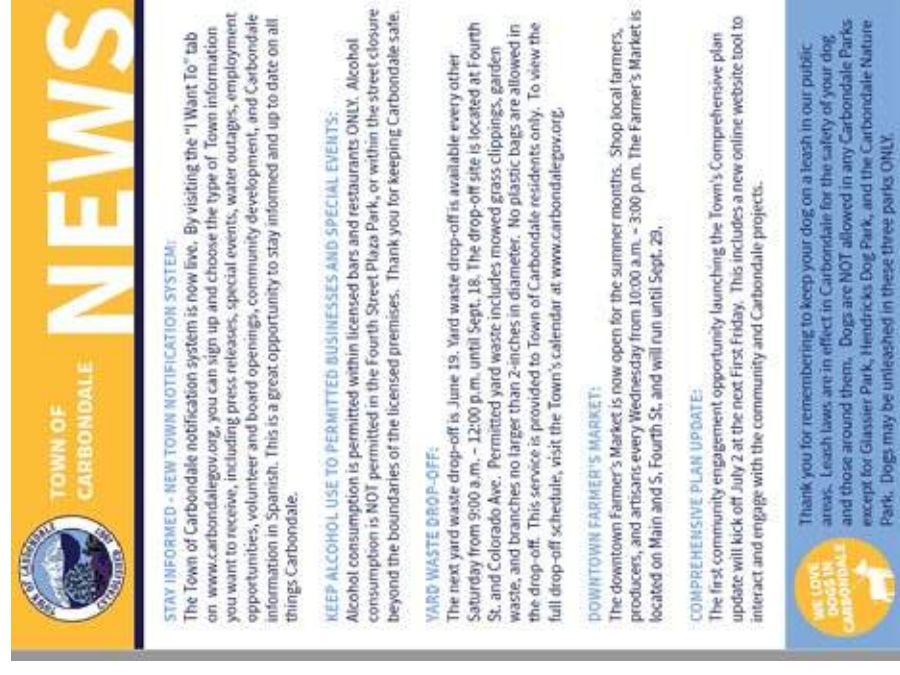 TOWN OF CARBONDALE
ESTABLISHED 1887
TOWN OF
CARBONDALE
NEWS
STAY INFORMED - NEW TOWN NOTIFICATION SYSTEM:
The Town of Carbondale notification system is now live. By visiting the "I Want To" tab
on www.carbondalegov.org, you can sign up and choose the type of Town information
you want to receive, including press releases, special events, water outages, employment
opportunities, volunteer and board openings, community development, and Carbondale
information in Spanish. This is a great opportunity to stay informed and up to date on all
things Carbondale.
KEEP ALCOHOL USE TO PERMITTED BUSINESSES AND SPECIAL EVENTS:
Alcohol consumption is permitted within licensed bars and restaurants ONLY. Alcohol
consumption is NOT permitted in the Fourth Street Plaza Park, or within the street closure
beyond the boundaries of the licensed premises. Thank you for keeping Carbondale safe.
YARD WASTE DROP-OFF:
The next yard waste drop-off is June 19. Yard waste drop-off is available every other
Saturday from 9:00 a.m. – 12:00 p.m. until Sept. 18. The drop-off site is located at Fourth
St. and Colorado Ave. Permitted yard waste includes mowed grass clippings, garden
waste, and branches no larger than 2-inches in diameter. No plastic bags are allowed in
the drop-off. This service is provided to Town of Carbondale residents only. To view the
full drop-off schedule, visit the Town's calendar at www.carbondalegov.org.
DOWNTOWN FARMER'S MARKET:
The downtown Farmer's Market is now open for the summer months. Shop local farmers,
producers, and artisans every Wednesday from 10:00 a.m. – 3:00 p.m. The Farmer's Market is
located on Main and S. Fourth St. and will run until Sept. 29.
COMPREHENSIVE PLAN UPDATE:
The first community engagement opportunity launching the Town's Comprehensive plan
update will kick off July 2 at the next First Friday. This includes a new online website tool to
interact and engage with the community and Carbondale projects.
WE LOVE
DOGS IN
CARBONDALE
Thank you for remembering to keep your dog on a leash in our public
areas. Leash laws are in effect in Carbondale for the safety of your dog
and those around them. Dogs are NOT allowed in any Carbondale Parks
except for Glassier Park, Hendricks Dog Park, and the Carbondale Nature
Park. Dogs may be unleashed in these three parks ONLY.